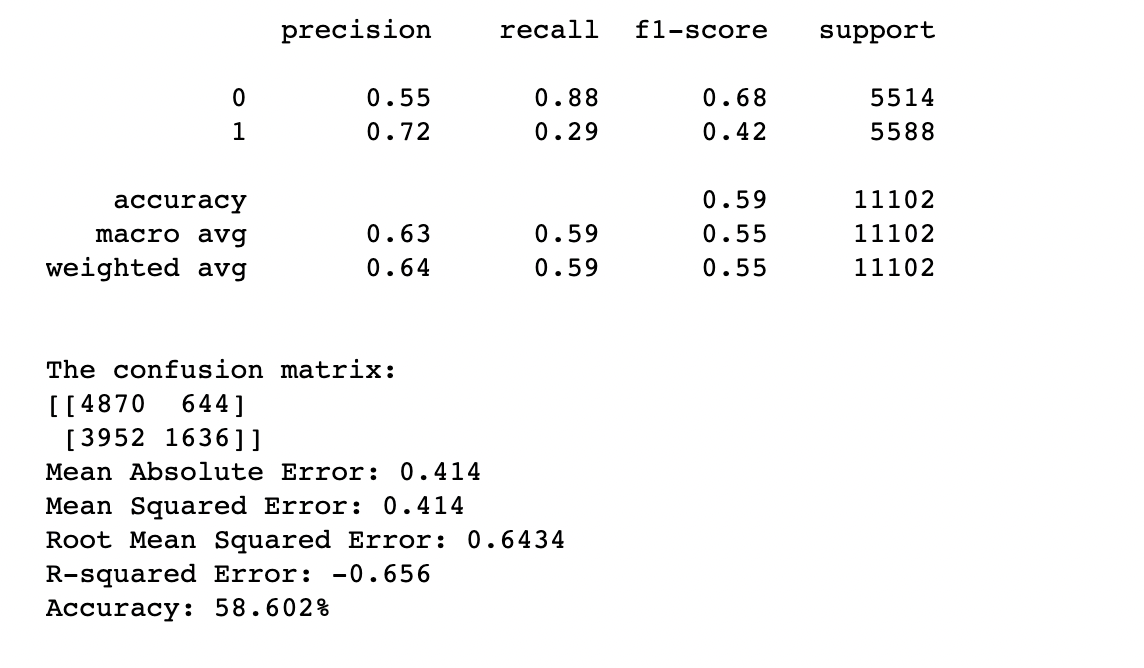 precision recall f1-score support
0 0.55 0.88 0.68 5514
1 0.72 0.29 0.42 5588
accuracy 0.59 11102
macro avg 0.63 0.59 0.55 11102
weighted avg 0.64 0.59 0.55 11102
The confusion matrix:
[[4870 644]
[3952 1636]]
Mean Absolute Error: 0.414
Mean Squared Error: 0.414
Root Mean Squared Error: 0.6434
R-squared Error: -0.656
Accuracy: 58.602%